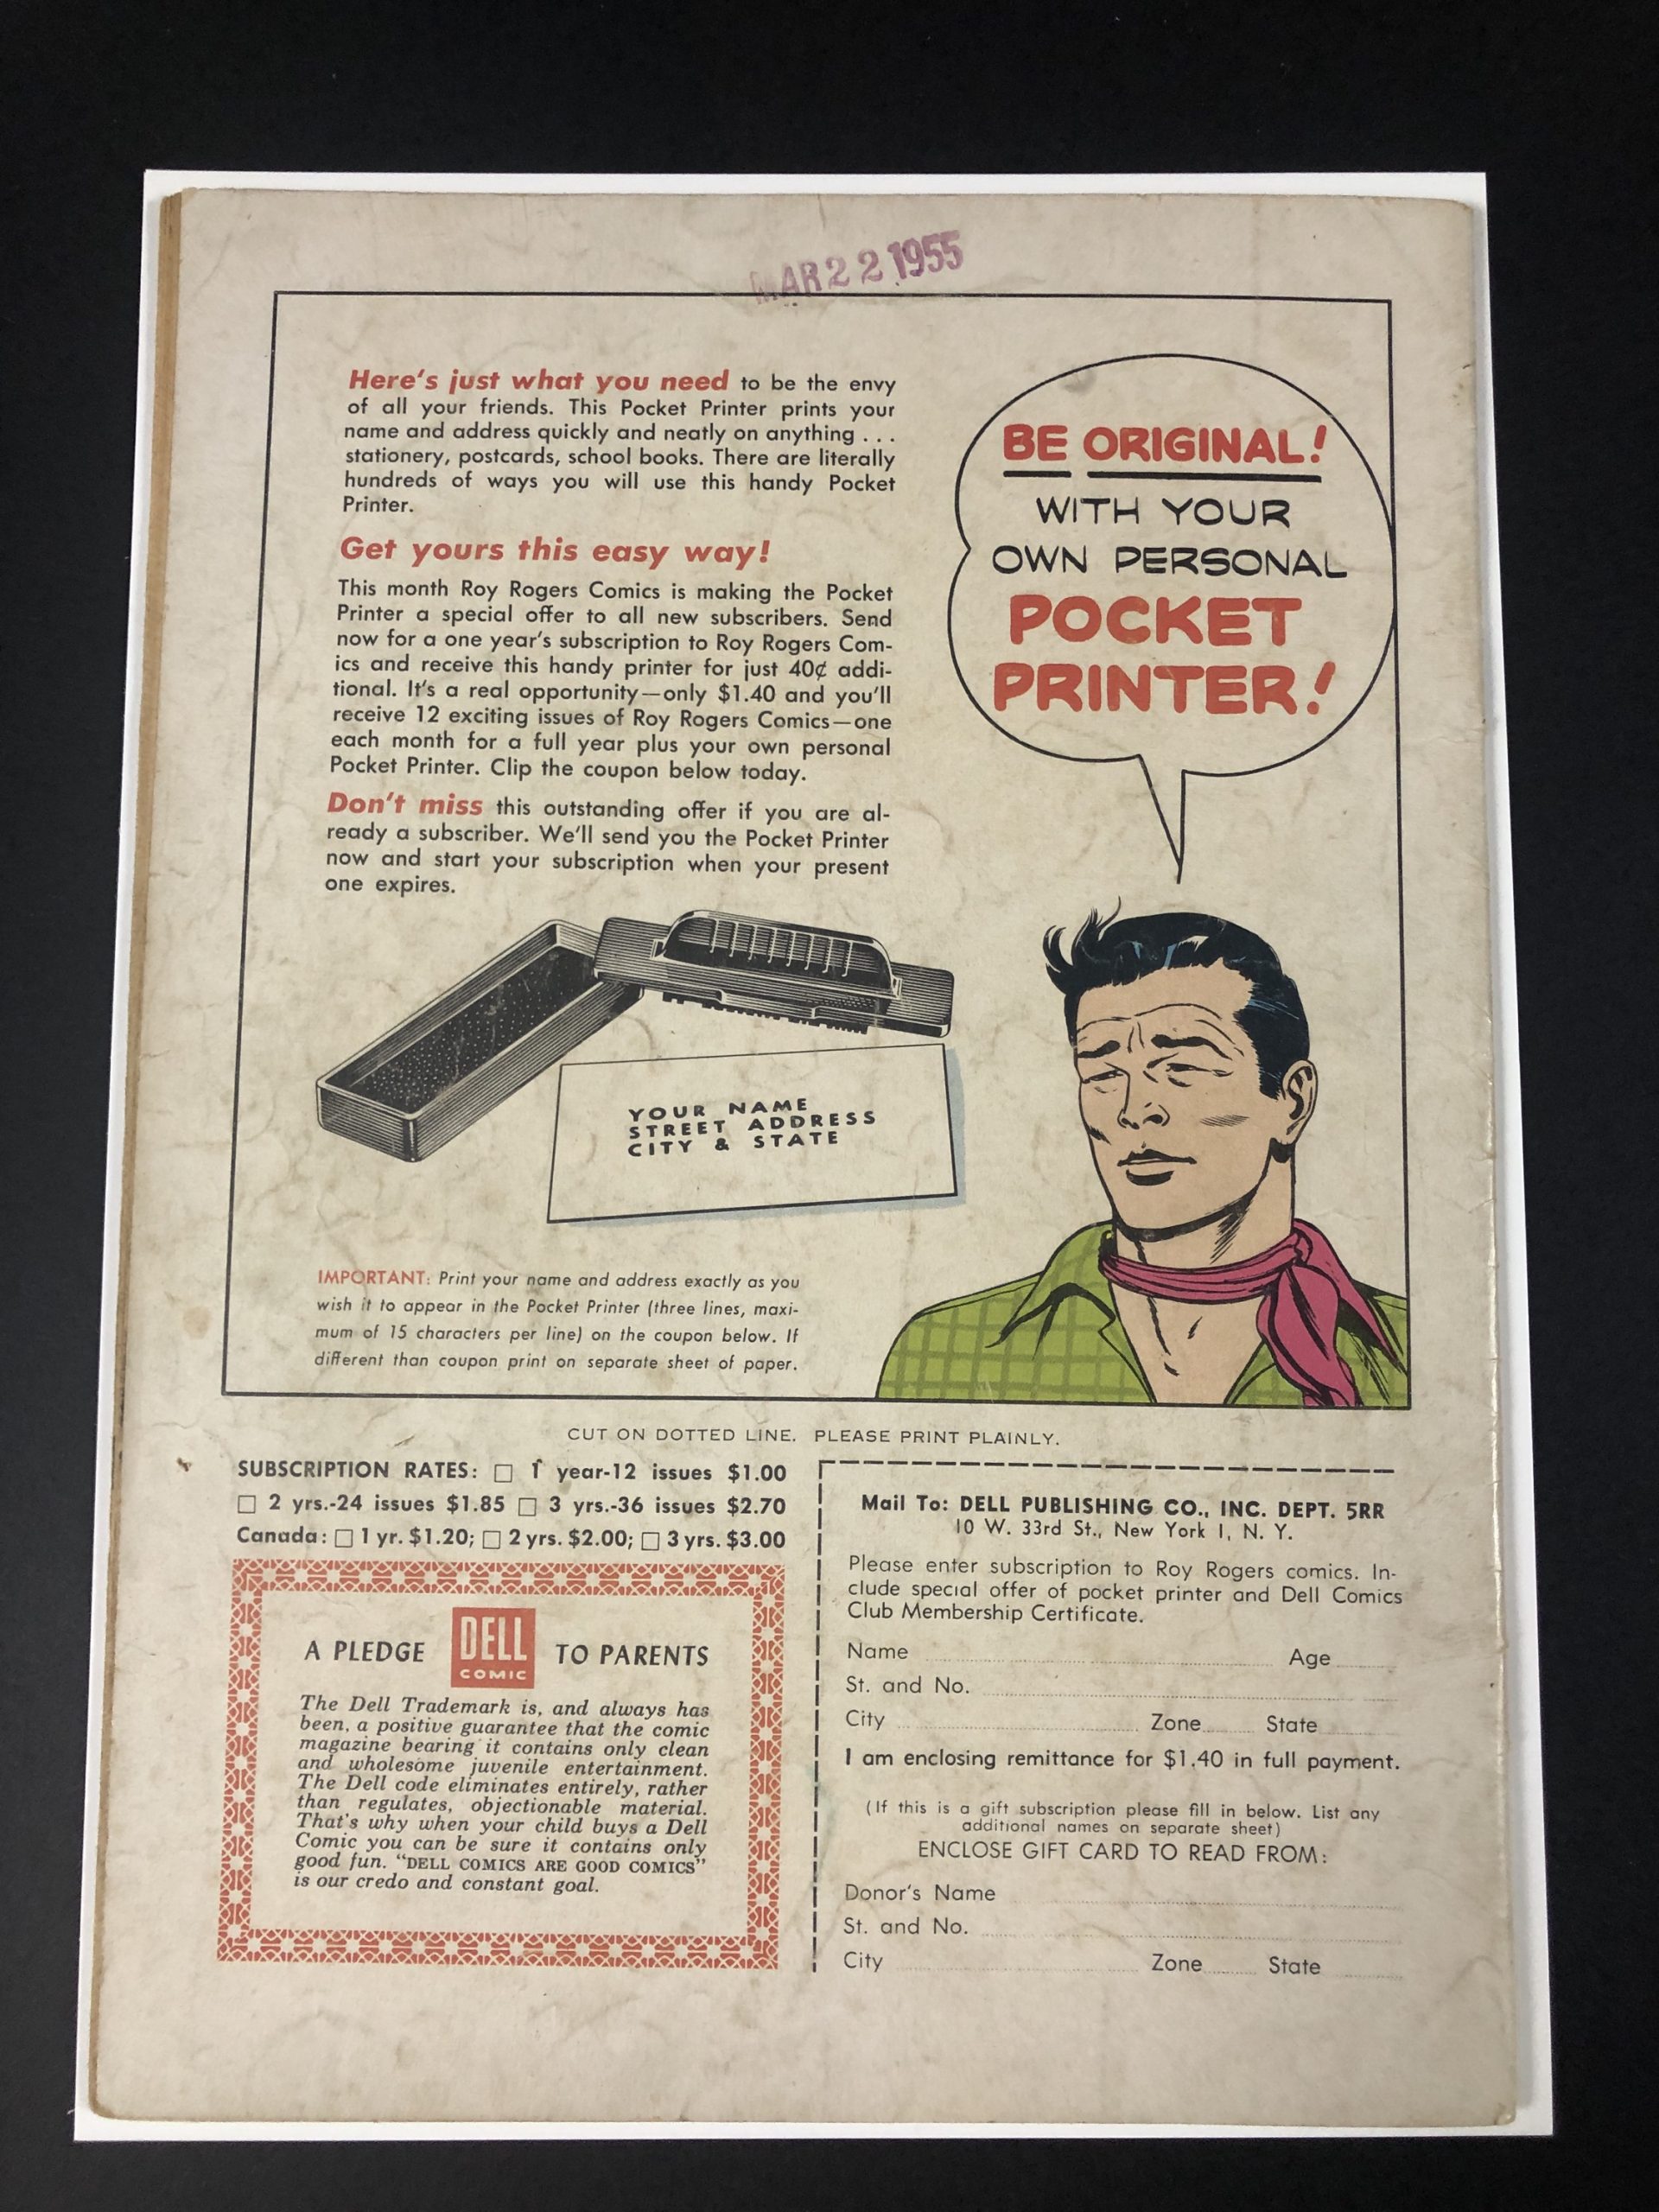 MAR 22 1955
Here's just what you need to be the envy
of all your friends. This Pocket Printer prints your
name and address quickly and neatly on anything . . .
stationery, postcards, school books. There are literally
hundreds of ways you will use this handy Pocket
Printer.
Get yours this easy way!
This month Roy Rogers Comics is making the Pocket
Printer a special offer to all new subscribers. Send
now for a one year's subscription to Roy Rogers Com-
ics and receive this handy printer for just 40¢ addi-
tional. It's a real opportunity—only $1.40 and you'll
receive 12 exciting issues of Roy Rogers Comics—one
each month for a full year plus your own personal
Pocket Printer. Clip the coupon below today.
Don't miss this outstanding offer if you are al-
ready a subscriber. We'll send you the Pocket Printer
now and start your subscription when your present
one expires.
BE ORIGINAL!
WITH YOUR
OWN PERSONAL
POCKET
PRINTER!
YOUR NAME
STREET ADDRESS
CITY & STATE
IMPORTANT: Print your name and address exactly as you
wish it to appear in the Pocket Printer (three lines, maxi-
mum of 15 characters per line) on the coupon below. If
different than coupon print on separate sheet of paper.
CUT ON DOTTED LINE. PLEASE PRINT PLAINLY.
SUBSCRIPTION RATES: □ 1 year-12 issues $1.00
□ 2 yrs.-24 issues $1.85 □ 3 yrs.-36 issues $2.70
Canada: □ 1 yr. $1.20; □ 2 yrs. $2.00; □ 3 yrs. $3.00
A PLEDGE DELL COMIC TO PARENTS
The Dell Trademark is, and always has
been, a positive guarantee that the comic
magazine bearing it contains only clean
and wholesome juvenile entertainment.
The Dell code eliminates entirely, rather
than regulates, objectionable material.
That's why when your child buys a Dell
Comic you can be sure it contains only
good fun. "DELL COMICS ARE GOOD COMICS"
is our credo and constant goal.
Mail To: DELL PUBLISHING CO., INC. DEPT. 5RR
10 W. 33rd St., New York 1, N. Y.
Please enter subscription to Roy Rogers comics. In-
clude special offer of pocket printer and Dell Comics
Club Membership Certificate.
Name Age
St. and No.
City Zone State
I am enclosing remittance for $1.40 in full payment.
(If this is a gift subscription please fill in below. List any
additional names on separate sheet)
ENCLOSE GIFT CARD TO READ FROM:
Donor's Name
St. and No.
City Zone State